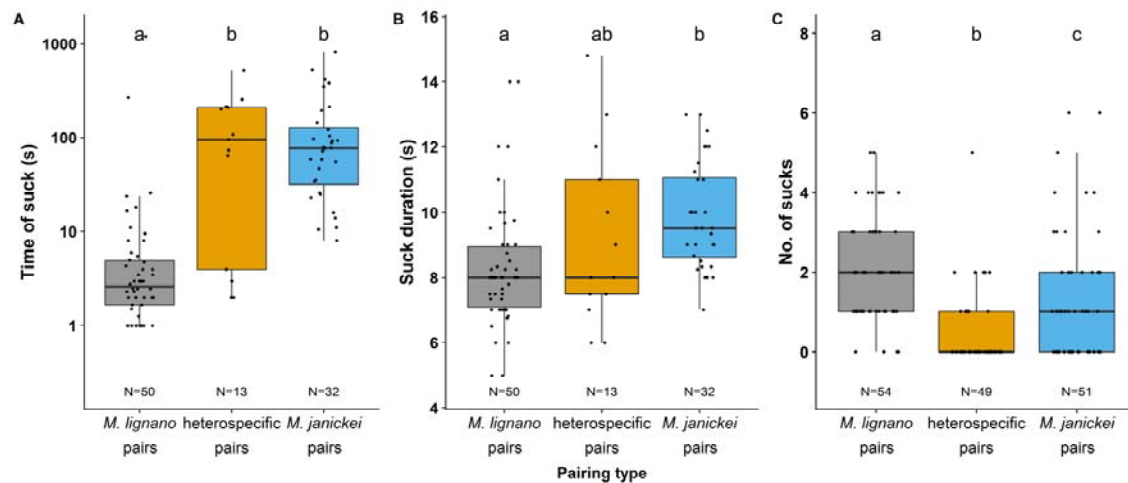 A
Time of suck (s)
1000
100
10
1
a
b
b
N=50
N=13
N=32
M. lignano pairs
heterospecific pairs
M. janickei pairs
B
Suck duration (s)
16
14
12
10
8
6
4
a
ab
b
N=50
N=13
N=32
M. lignano pairs
heterospecific pairs
M. janickei pairs
Pairing type
C
No. of sucks
8
6
4
2
0
a
b
c
N=54
N=49
N=51
M. lignano pairs
heterospecific pairs
M. janickei pairs